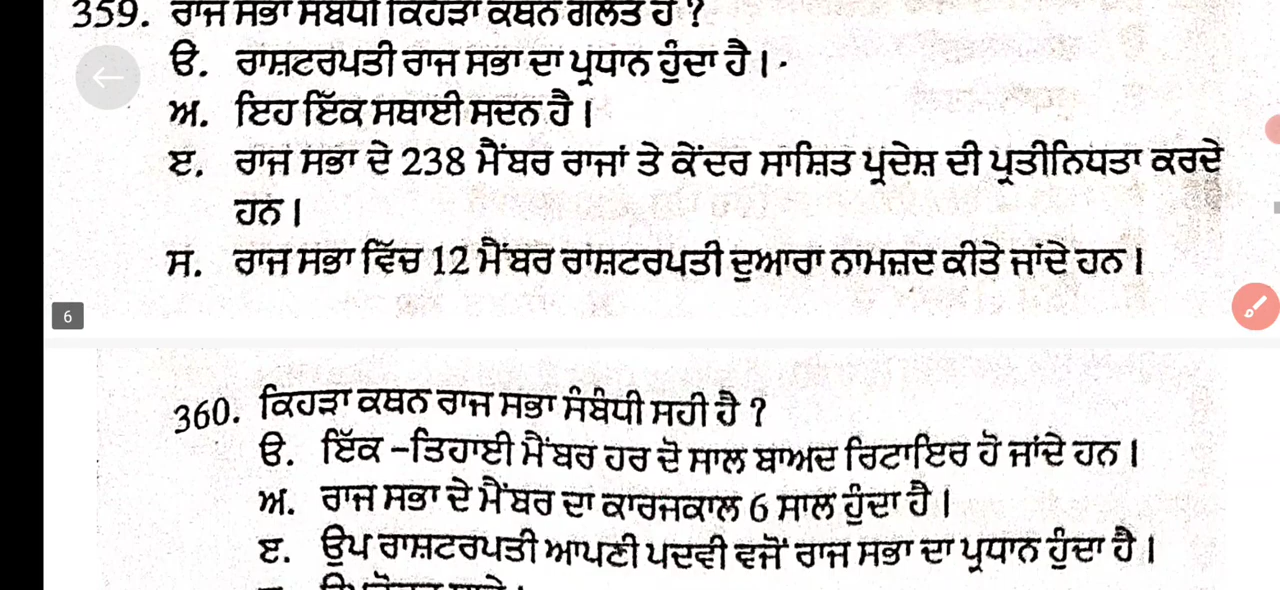 359. ਰਾਜ ਸਭਾ ਸੰਬੰਧੀ ਕਿਹੜਾ ਕਥਨ ਗਲਤ ਹੈ ?
ੳ. ਰਾਸ਼ਟਰਪਤੀ ਰਾਜ ਸਭਾ ਦਾ ਪ੍ਰਧਾਨ ਹੁੰਦਾ ਹੈ।
ਅ. ਇਹ ਇੱਕ ਸਥਾਈ ਸਦਨ ਹੈ।
ੲ. ਰਾਜ ਸਭਾ ਦੇ 238 ਮੈਂਬਰ ਰਾਜਾਂ ਤੇ ਕੇਂਦਰ ਸਾਸ਼ਿਤ ਪ੍ਰਦੇਸ਼ ਦੀ ਪ੍ਰਤੀਨਿਧਤਾ ਕਰਦੇ
ਹਨ।
ਸ. ਰਾਜ ਸਭਾ ਵਿੱਚ 12 ਮੈਂਬਰ ਰਾਸ਼ਟਰਪਤੀ ਦੁਆਰਾ ਨਾਮਜ਼ਦ ਕੀਤੇ ਜਾਂਦੇ ਹਨ।
6
360. ਕਿਹੜਾ ਕਥਨ ਰਾਜ ਸਭਾ ਸੰਬੰਧੀ ਸਹੀ ਹੈ ?
ੳ. ਇੱਕ –ਤਿਹਾਈ ਮੈਂਬਰ ਹਰ ਦੋ ਸਾਲ ਬਾਅਦ ਰਿਟਾਇਰ ਹੋ ਜਾਂਦੇ ਹਨ।
ਅ. ਰਾਜ ਸਭਾ ਦੇ ਮੈਂਬਰ ਦਾ ਕਾਰਜਕਾਲ 6 ਸਾਲ ਹੁੰਦਾ ਹੈ।
ੲ. ਉਪ ਰਾਸ਼ਟਰਪਤੀ ਆਪਣੀ ਪਦਵੀ ਵਜੋਂ ਰਾਜ ਸਭਾ ਦਾ ਪ੍ਰਧਾਨ ਹੁੰਦਾ ਹੈ।